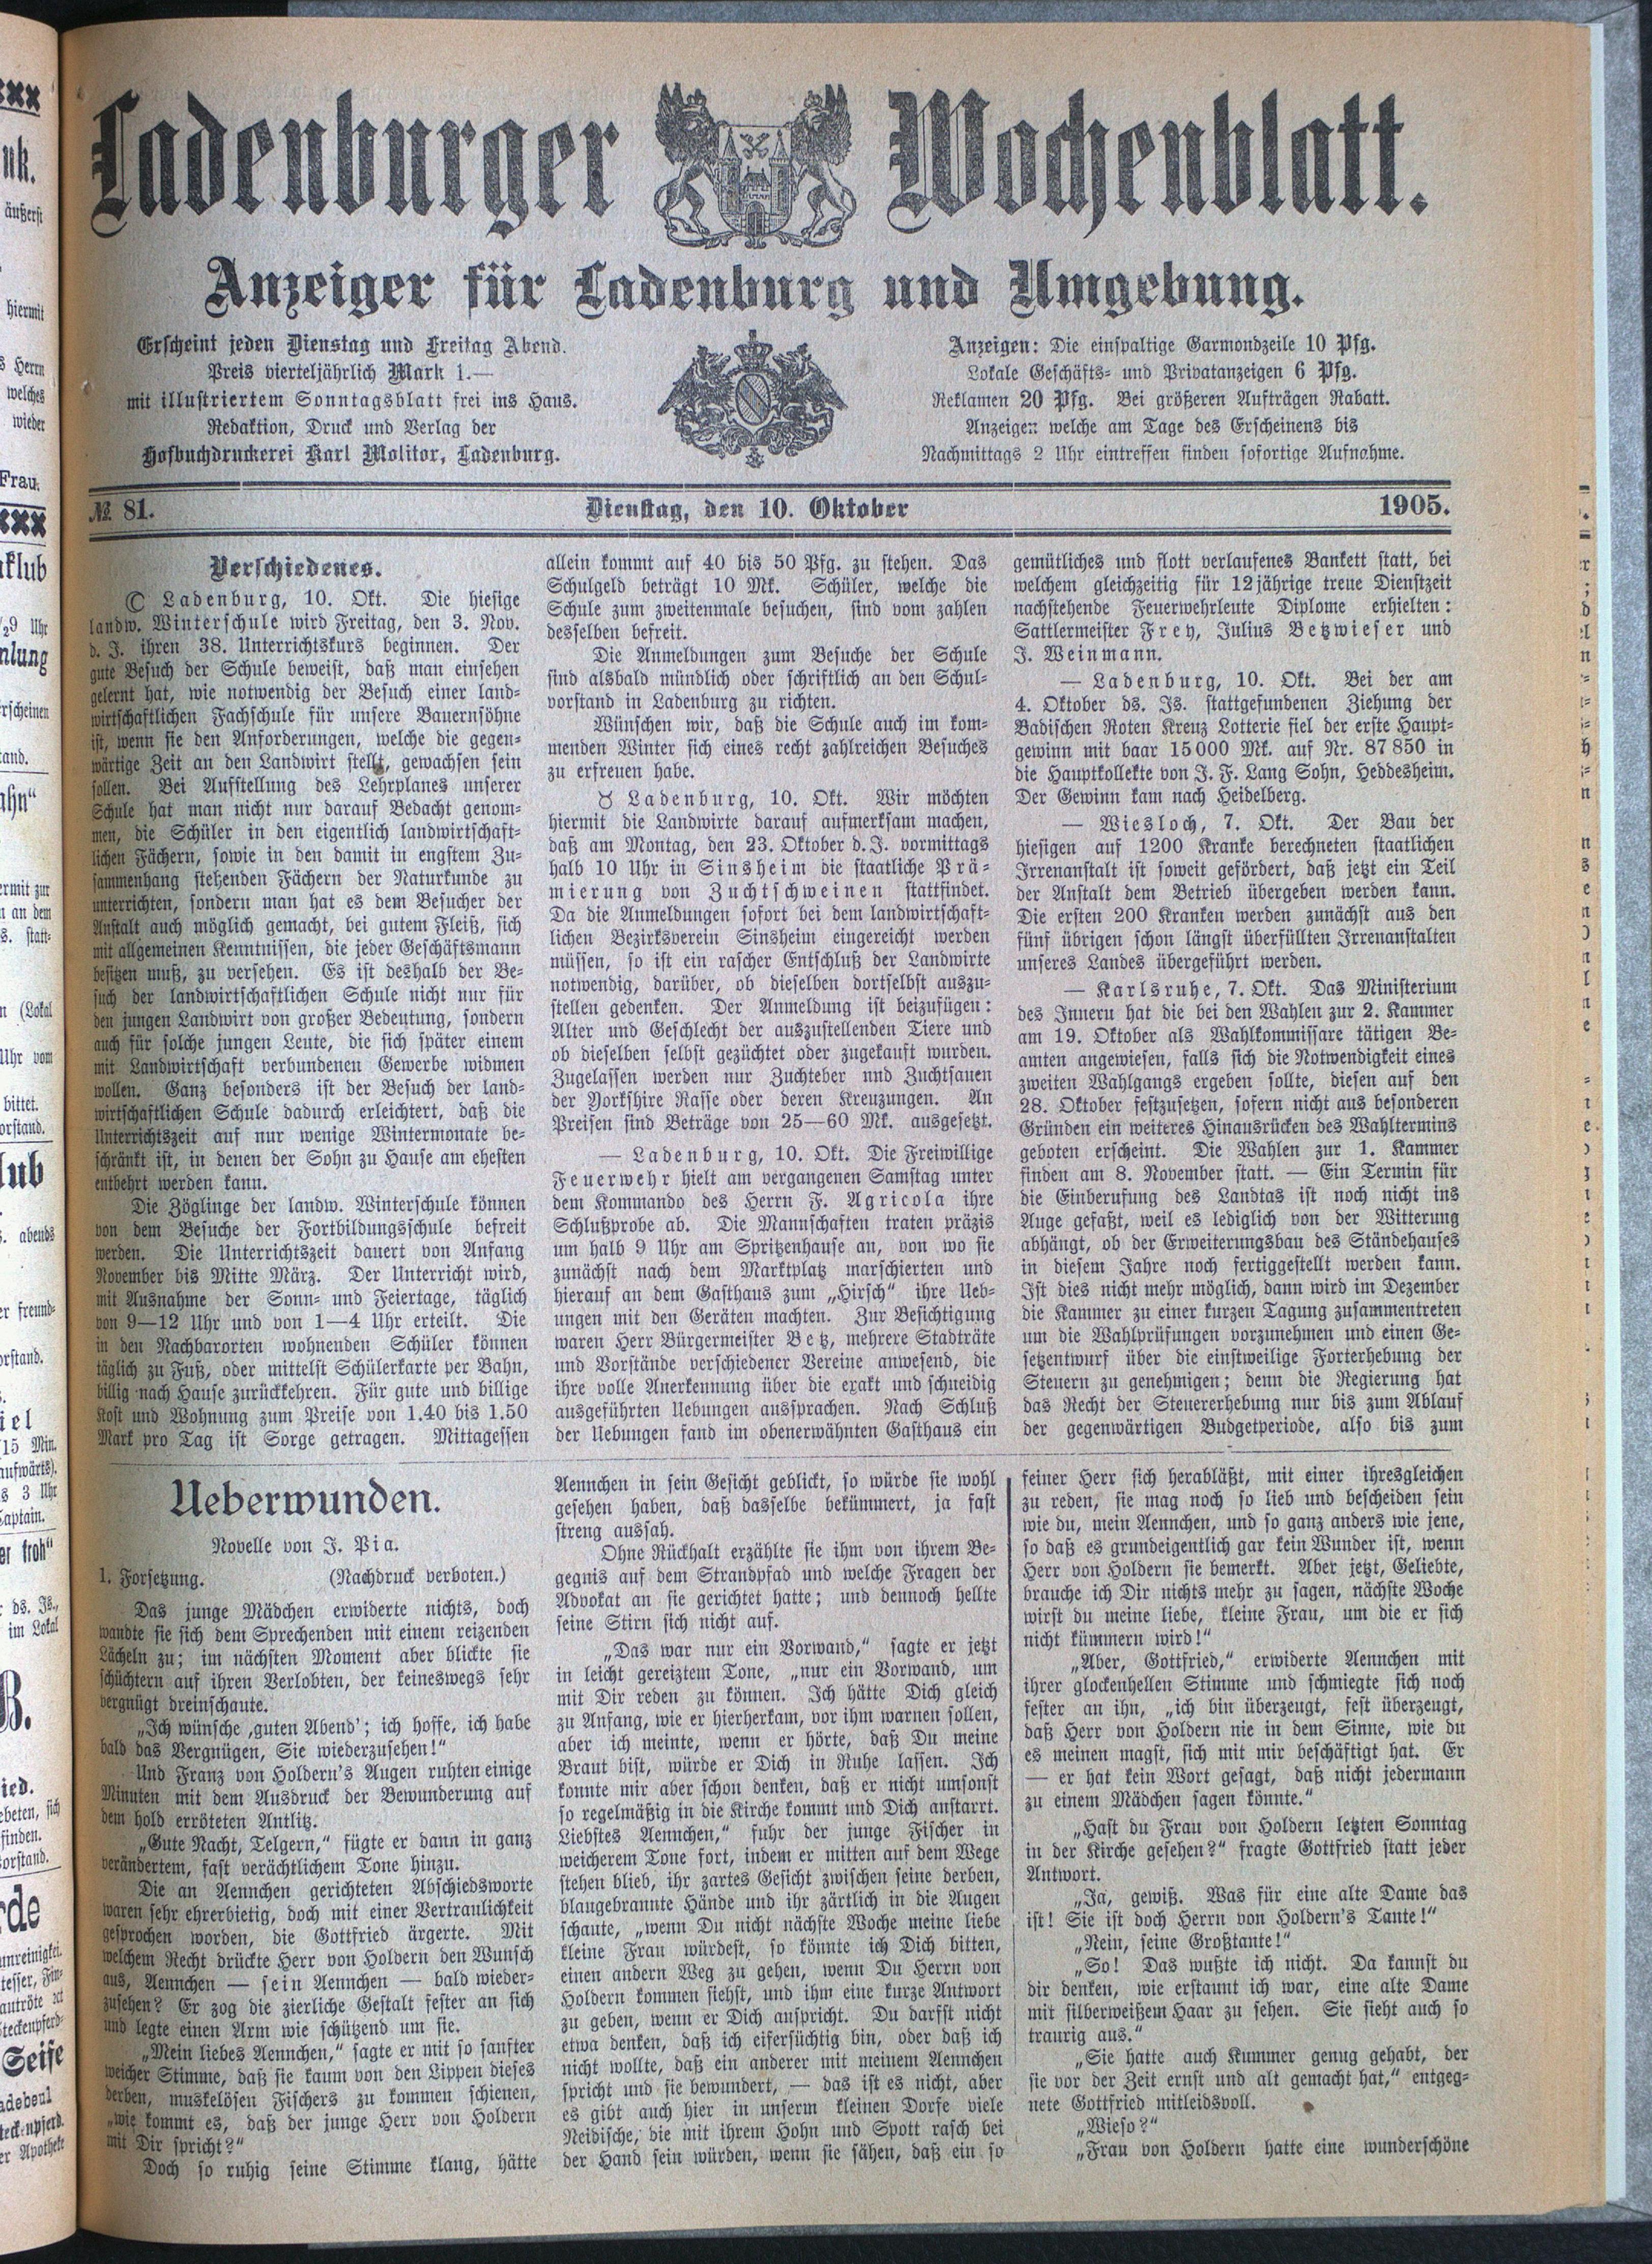 Ladenburger Wochenblatt.
Anzeiger für Ladenburg und Umgebung.
Erscheint jeden Dienstag und Freitag Abend.
Preis vierteljährlich Mark 1.—
mit illustriertem Sonntagsblatt frei ins Haus.
Redaktion, Druck und Verlag der
Hofbuchdruckerei Karl Molitor, Ladenburg.
Anzeigen: Die einspaltige Garmondzeile 10 Pfg.
Lokale Geschäfts- und Privatanzeigen 6 Pfg.
Reklamen 20 Pfg. Bei größeren Aufträgen Rabatt.
Anzeigen welche am Tage des Erscheinens bis
Nachmittags 2 Uhr eintreffen finden sofortige Aufnahme.
№ 81. Dienstag, den 10. Oktober 1905.
Verschiedenes.
Ladenburg, 10. Okt. Die hiesige
landw. Winterschule wird Freitag, den 3. Nov.
d. J. ihren 38. Unterrichtskurs beginnen. Der
gute Besuch der Schule beweist, daß man einsehen
gelernt hat, wie notwendig der Besuch einer land-
wirtschaftlichen Fachschule für unsere Bauernsöhne
ist, wenn sie den Anforderungen, welche die gegen-
wärtige Zeit an den Landwirt stellt, gewachsen sein
sollen. Bei Aufstellung des Lehrplanes unserer
Schule hat man nicht nur darauf Bedacht genom-
men, die Schüler in den eigentlich landwirtschaft-
lichen Fächern, sowie in den damit in engstem Zu-
sammenhang stehenden Fächern der Naturkunde zu
unterrichten, sondern man hat es dem Besucher der
Anstalt auch möglich gemacht, bei gutem Fleiß, sich
mit allgemeinen Kenntnissen, die jeder Geschäftsmann
besitzen muß, zu versehen. Es ist deshalb der Be-
such der landwirtschaftlichen Schule nicht nur für
den jungen Landwirt von großer Bedeutung, sondern
auch für solche jungen Leute, die sich später einem
mit Landwirtschaft verbundenen Gewerbe widmen
wollen. Ganz besonders ist der Besuch der land-
wirtschaftlichen Schule dadurch erleichtert, daß die
Unterrichtszeit auf nur wenige Wintermonate be-
schränkt ist, in denen der Sohn zu Hause am ehesten
entbehrt werden kann.
Die Zöglinge der landw. Winterschule können
von dem Besuche der Fortbildungsschule befreit
werden. Die Unterrichtszeit dauert von Anfang
November bis Mitte März. Der Unterricht wird,
mit Ausnahme der Sonn- und Feiertage, täglich
von 9—12 Uhr und von 1—4 Uhr erteilt. Die
in den Nachbarorten wohnenden Schüler können
täglich zu Fuß, oder mittelst Schülerkarte per Bahn,
billig nach Hause zurückkehren. Für gute und billige
Kost und Wohnung zum Preise von 1.40 bis 1.50
Mark pro Tag ist Sorge getragen. Mittagessen
allein kommt auf 40 bis 50 Pfg. zu stehen. Das
Schulgeld beträgt 10 Mk. Schüler, welche die
Schule zum zweitenmale besuchen, sind vom zahlen
desselben befreit.
Die Anmeldungen zum Besuche der Schule
sind alsbald mündlich oder schriftlich an den Schul-
vorstand in Ladenburg zu richten.
Wünschen wir, daß die Schule auch im kom-
menden Winter sich eines recht zahlreichen Besuches
zu erfreuen habe.
♉ Ladenburg, 10. Okt. Wir möchten
hiermit die Landwirte darauf aufmerksam machen,
daß am Montag, den 23. Oktober d. J. vormittags
halb 10 Uhr in Sinsheim die staatliche Prä-
mierung von Zuchtschweinen stattfindet.
Da die Anmeldungen sofort bei dem landwirtschaft-
lichen Bezirksverein Sinsheim eingereicht werden
müssen, so ist ein rascher Entschluß der Landwirte
notwendig, darüber, ob dieselben dortselbst auszu-
stellen gedenken. Der Anmeldung ist beizufügen:
Alter und Geschlecht der auszustellenden Tiere und
ob dieselben selbst gezüchtet oder zugekauft wurden.
Zugelassen werden nur Zuchteber und Zuchtsauen
der Yorkshire Rasse oder deren Kreuzungen. An
Preisen sind Beträge von 25—60 Mk. ausgesetzt.
— Ladenburg, 10. Okt. Die Freiwillige
Feuerwehr hielt am vergangenen Samstag unter
dem Kommando des Herrn F. Agricola ihre
Schlußprobe ab. Die Mannschaften traten präzis
um halb 9 Uhr am Spritzenhause an, von wo sie
zunächst nach dem Marktplatz marschierten und
hierauf an dem Gasthaus zum „Hirsch“ ihre Ueb-
ungen mit den Geräten machten. Zur Besichtigung
waren Herr Bürgermeister Betz, mehrere Stadträte
und Vorstände verschiedener Vereine anwesend, die
ihre volle Anerkennung über die exakt und schneidig
ausgeführten Uebungen aussprachen. Nach Schluß
der Uebungen fand im obenerwähnten Gasthaus ein
gemütliches und flott verlaufenes Bankett statt, bei
welchem gleichzeitig für 12jährige treue Dienstzeit
nachstehende Feuerwehrleute Diplome erhielten:
Sattlermeister Frey, Julius Betzwieser und
J. Weinmann.
— Ladenburg, 10. Okt. Bei der am
4. Oktober ds. Js. stattgefundenen Ziehung der
Badischen Roten Kreuz Lotterie fiel der erste Haupt-
gewinn mit baar 15000 Mk. auf Nr. 87850 in
die Hauptkollekte von J. F. Lang Sohn, Heddesheim.
Der Gewinn kam nach Heidelberg.
— Wiesloch, 7. Okt. Der Bau der
hiesigen auf 1200 Kranke berechneten staatlichen
Irrenanstalt ist soweit gefördert, daß jetzt ein Teil
der Anstalt dem Betrieb übergeben werden kann.
Die ersten 200 Kranken werden zunächst aus den
fünf übrigen schon längst überfüllten Irrenanstalten
unseres Landes übergeführt werden.
— Karlsruhe, 7. Okt. Das Ministerium
des Innern hat die bei den Wahlen zur 2. Kammer
am 19. Oktober als Wahlkommissare tätigen Be-
amten angewiesen, falls sich die Notwendigkeit eines
zweiten Wahlgangs ergeben sollte, diesen auf den
28. Oktober festzusetzen, sofern nicht aus besonderen
Gründen ein weiteres Hinausrücken des Wahltermins
geboten erscheint. Die Wahlen zur 1. Kammer
finden am 8. November statt. — Ein Termin für
die Einberufung des Landtas ist noch nicht ins
Auge gefaßt, weil es lediglich von der Witterung
abhängt, ob der Erweiterungsbau des Ständehauses
in diesem Jahre noch fertiggestellt werden kann.
Ist dies nicht mehr möglich, dann wird im Dezember
die Kammer zu einer kurzen Tagung zusammentreten
um die Wahlprüfungen vorzunehmen und einen Ge-
setzentwurf über die einstweilige Forterhebung der
Steuern zu genehmigen; denn die Regierung hat
das Recht der Steuererhebung nur bis zum Ablauf
der gegenwärtigen Budgetperiode, also bis zum
Ueberwunden.
Novelle von J. Pia.
1. Forsetzung. (Nachdruck verboten.)
Das junge Mädchen erwiderte nichts, doch
wandte sie sich dem Sprechenden mit einem reizenden
Lächeln zu; im nächsten Moment aber blickte sie
schüchtern auf ihren Verlobten, der keineswegs sehr
vergnügt dreinschaute.
„Ich wünsche ‚guten Abend‘; ich hoffe, ich habe
bald das Vergnügen, Sie wiederzusehen!“
Und Franz von Holdern's Augen ruhten einige
Minuten mit dem Ausdruck der Bewunderung auf
dem hold erröteten Antlitz.
„Gute Nacht, Telgern,“ fügte er dann in ganz
verändertem, fast verächtlichem Tone hinzu.
Die an Aennchen gerichteten Abschiedsworte
waren sehr ehrerbietig, doch mit einer Vertraulichkeit
gesprochen worden, die Gottfried ärgerte. Mit
welchem Recht drückte Herr von Holdern den Wunsch
aus, Aennchen — sein Aennchen — bald wieder-
zusehen? Er zog die zierliche Gestalt fester an sich
und legte einen Arm wie schützend um sie.
„Mein liebes Aennchen,“ sagte er mit so sanfter
weicher Stimme, daß sie kaum von den Lippen dieses
derben, muskelösen Fischers zu kommen schienen,
„wie kommt es, daß der junge Herr von Holdern
mit Dir spricht?“
Doch so ruhig seine Stimme klang, hätte
Aennchen in sein Gesicht geblickt, so würde sie wohl
gesehen haben, daß dasselbe bekümmert, ja fast
streng aussah.
Ohne Rückhalt erzählte sie ihm von ihrem Be-
gegnis auf dem Strandpfad und welche Fragen der
Advokat an sie gerichtet hatte; und dennoch hellte
seine Stirn sich nicht auf.
„Das war nur ein Vorwand,“ sagte er jetzt
in leicht gereiztem Tone, „nur ein Vorwand, um
mit Dir reden zu können. Ich hätte Dich gleich
zu Anfang, wie er hierherkam, vor ihm warnen sollen,
aber ich meinte, wenn er hörte, daß Du meine
Braut bist, würde er Dich in Ruhe lassen. Ich
konnte mir aber schon denken, daß er nicht umsonst
so regelmäßig in die Kirche kommt und Dich anstarrt.
Liebstes Aennchen,“ fuhr der junge Fischer in
weicherem Tone fort, indem er mitten auf dem Wege
stehen blieb, ihr zartes Gesicht zwischen seine derben,
blaugebrannte Hände und ihr zärtlich in die Augen
schaute, „wenn Du nicht nächste Woche meine liebe
kleine Frau würdest, so könnte ich Dich bitten,
einen andern Weg zu gehen, wenn Du Herrn von
Holdern kommen siehst, und ihm eine kurze Antwort
zu geben, wenn er Dich anspricht. Du darfst nicht
etwa denken, daß ich eifersüchtig bin, oder daß ich
nicht wollte, daß ein anderer mit meinem Aennchen
spricht und sie bewundert, — das ist es nicht, aber
es gibt auch hier in unserm kleinen Dorfe viele
Neidische, die mit ihrem Hohn und Spott rasch bei
der Hand sein würden, wenn sie sähen, daß ein so
feiner Herr sich herabläßt, mit einer ihresgleichen
zu reden, sie mag noch so lieb und bescheiden sein
wie du, mein Aennchen, und so ganz anders wie jene,
so daß es grundeigentlich gar kein Wunder ist, wenn
Herr von Holdern sie bemerkt. Aber jetzt, Geliebte,
brauche ich Dir nichts mehr zu sagen, nächste Woche
wirst du meine liebe, kleine Frau, um die er sich
nicht kümmern wird!“
„Aber, Gottfried,“ erwiderte Aennchen mit
ihrer glockenhellen Stimme und schmiegte sich noch
fester an ihn, „ich bin überzeugt, fest überzeugt,
daß Herr von Holdern nie in dem Sinne, wie du
es meinen magst, sich mit mir beschäftigt hat. Er
— er hat kein Wort gesagt, daß nicht jedermann
zu einem Mädchen sagen könnte.“
„Hast du Frau von Holdern letzten Sonntag
in der Kirche gesehen?“ fragte Gottfried statt jeder
Antwort.
„Ja, gewiß. Was für eine alte Dame das
ist! Sie ist doch Herrn von Holdern's Tante!“
„Nein, seine Großtante!“
„So! Das wußte ich nicht. Da kannst du
dir denken, wie erstaunt ich war, eine alte Dame
mit silberweißem Haar zu sehen. Sie sieht auch so
traurig aus.“
„Sie hatte auch Kummer genug gehabt, der
sie vor der Zeit ernst und alt gemacht hat,“ entgeg-
nete Gottfried mitleidsvoll.
„Wieso?“
„Frau von Holdern hatte eine wunderschöne